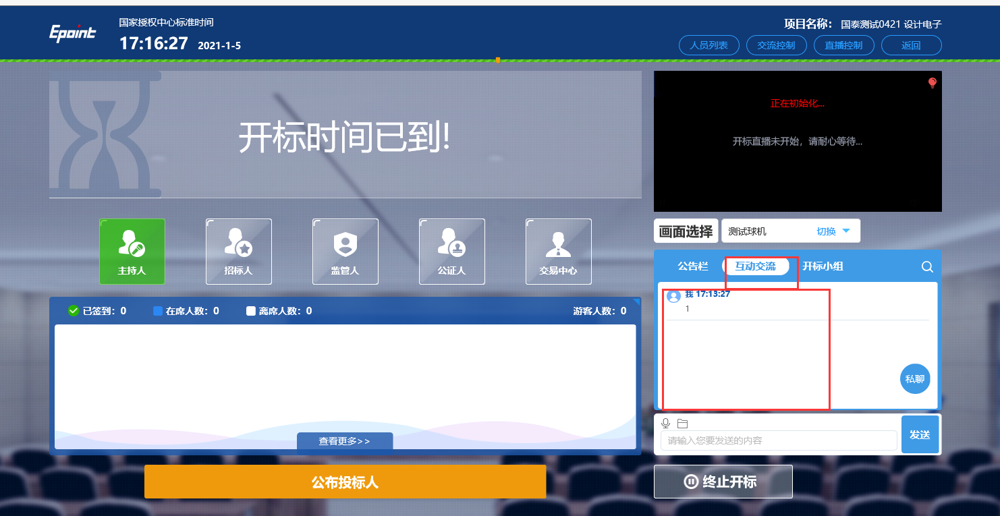 Epoint
国家授权中心标准时间
17:16:27 2021-1-5
项目名称： 国泰测试0421 设计电子
人员列表 交流控制 直播控制 返回
开标时间已到!
正在初始化...
开标直播未开始，请耐心等待...
画面选择 测试球机 切换
主持人 招标人 监管人 公证人 交易中心
公告栏 互动交流 开标小组
我 17:13:27
1
私聊
已签到：0 在席人数：0 离席人数：0 游客人数：0
查看更多>>
请输入您要发送的内容
发送
公布投标人
终止开标